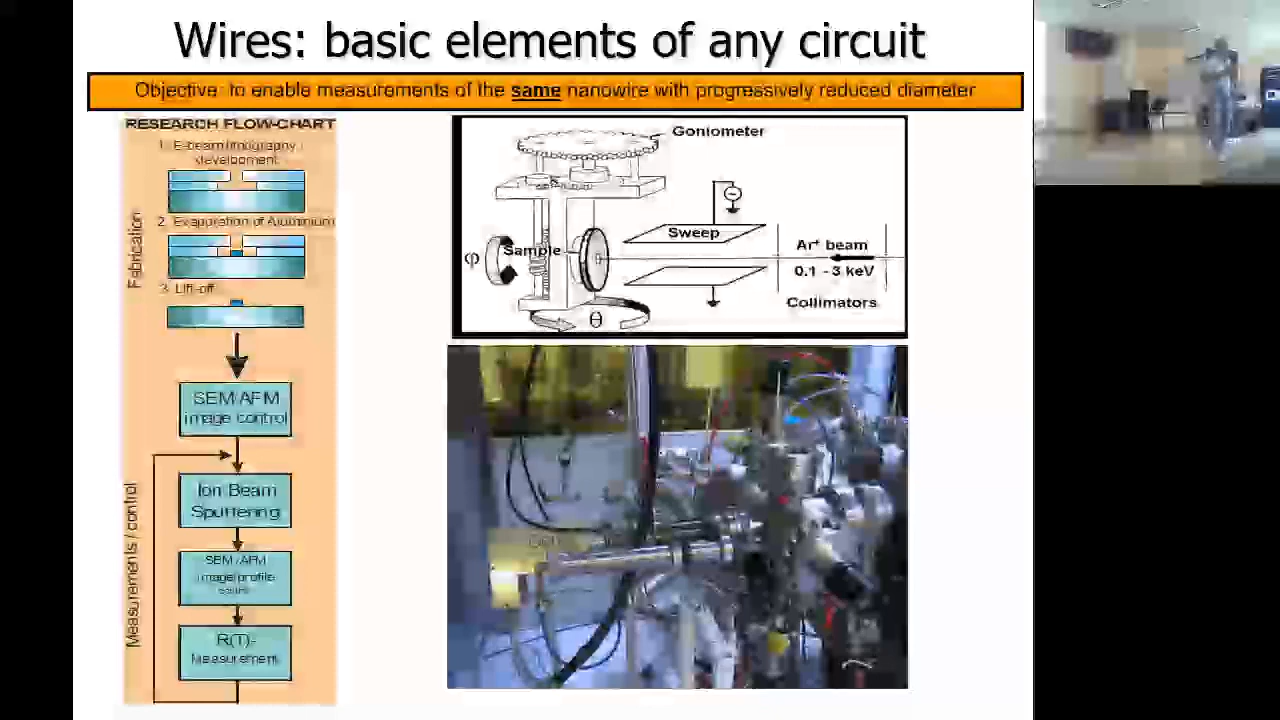 Wires: basic elements of any circuit
Objective: to enable measurements of the same nanowire with progressively reduced diameter
RESEARCH FLOW-CHART
1. E-beam lithography
development
2. Evaporation of Aluminium
3. Lift-off
Fabrication
SEM/AFM
image control
Ion Beam
Sputtering
SEM/AFM
image/profile
R(T)-
Measurement
Measurements / control
Goniometer
Sweep
Sample
φ
θ
Ar⁺ beam
0.1 - 3 keV
Collimators